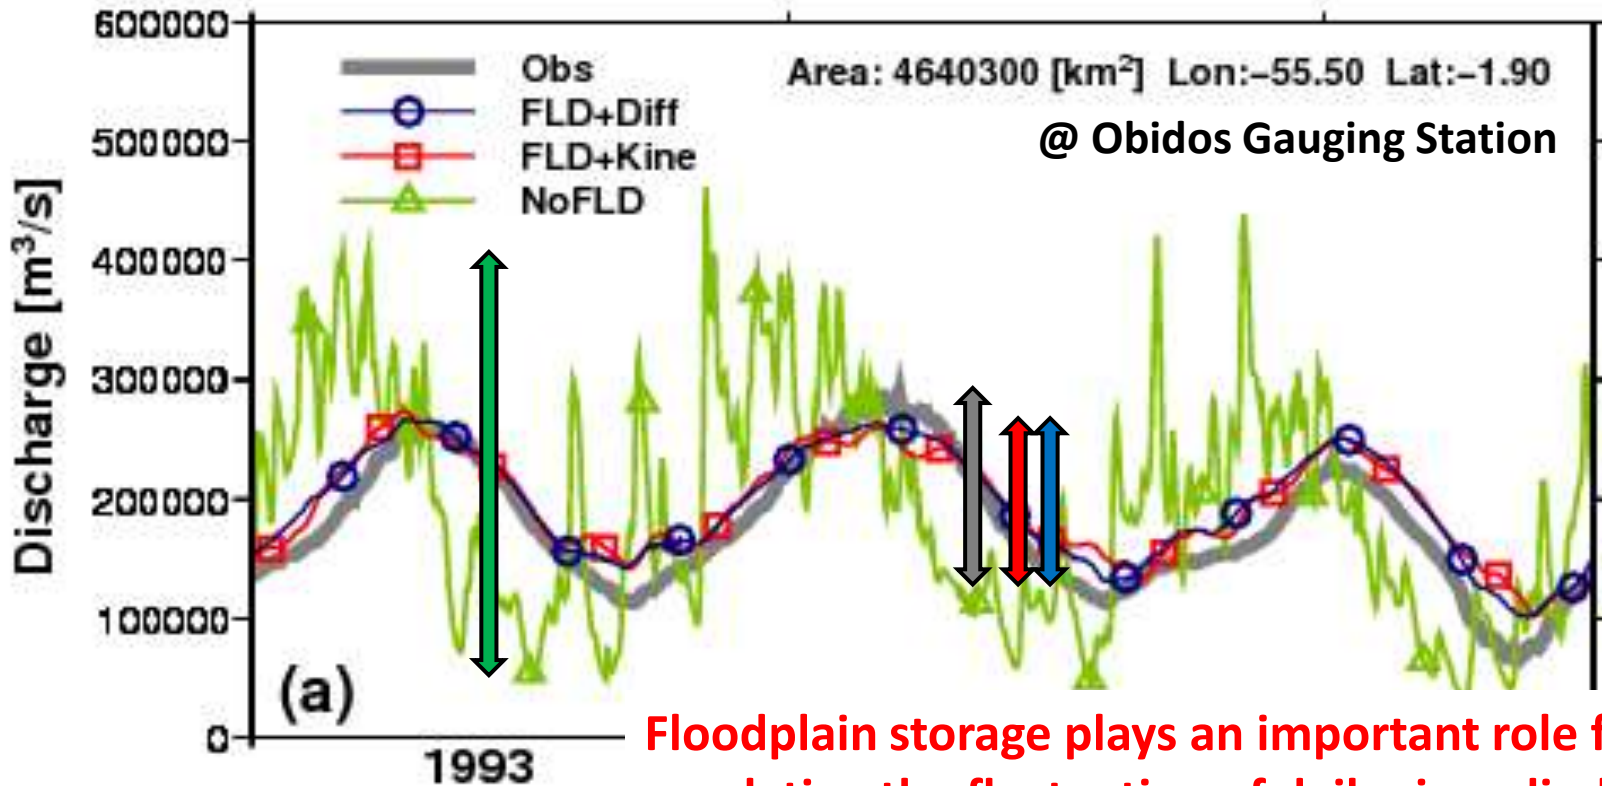 600000
500000
400000
300000
200000
100000
0
Discharge [m³/s]
Obs
FLD+Diff
FLD+Kine
NoFLD
Area: 4640300 [km²] Lon:−55.50 Lat:−1.90
@ Obidos Gauging Station
(a)
1993
Floodplain storage plays an important role